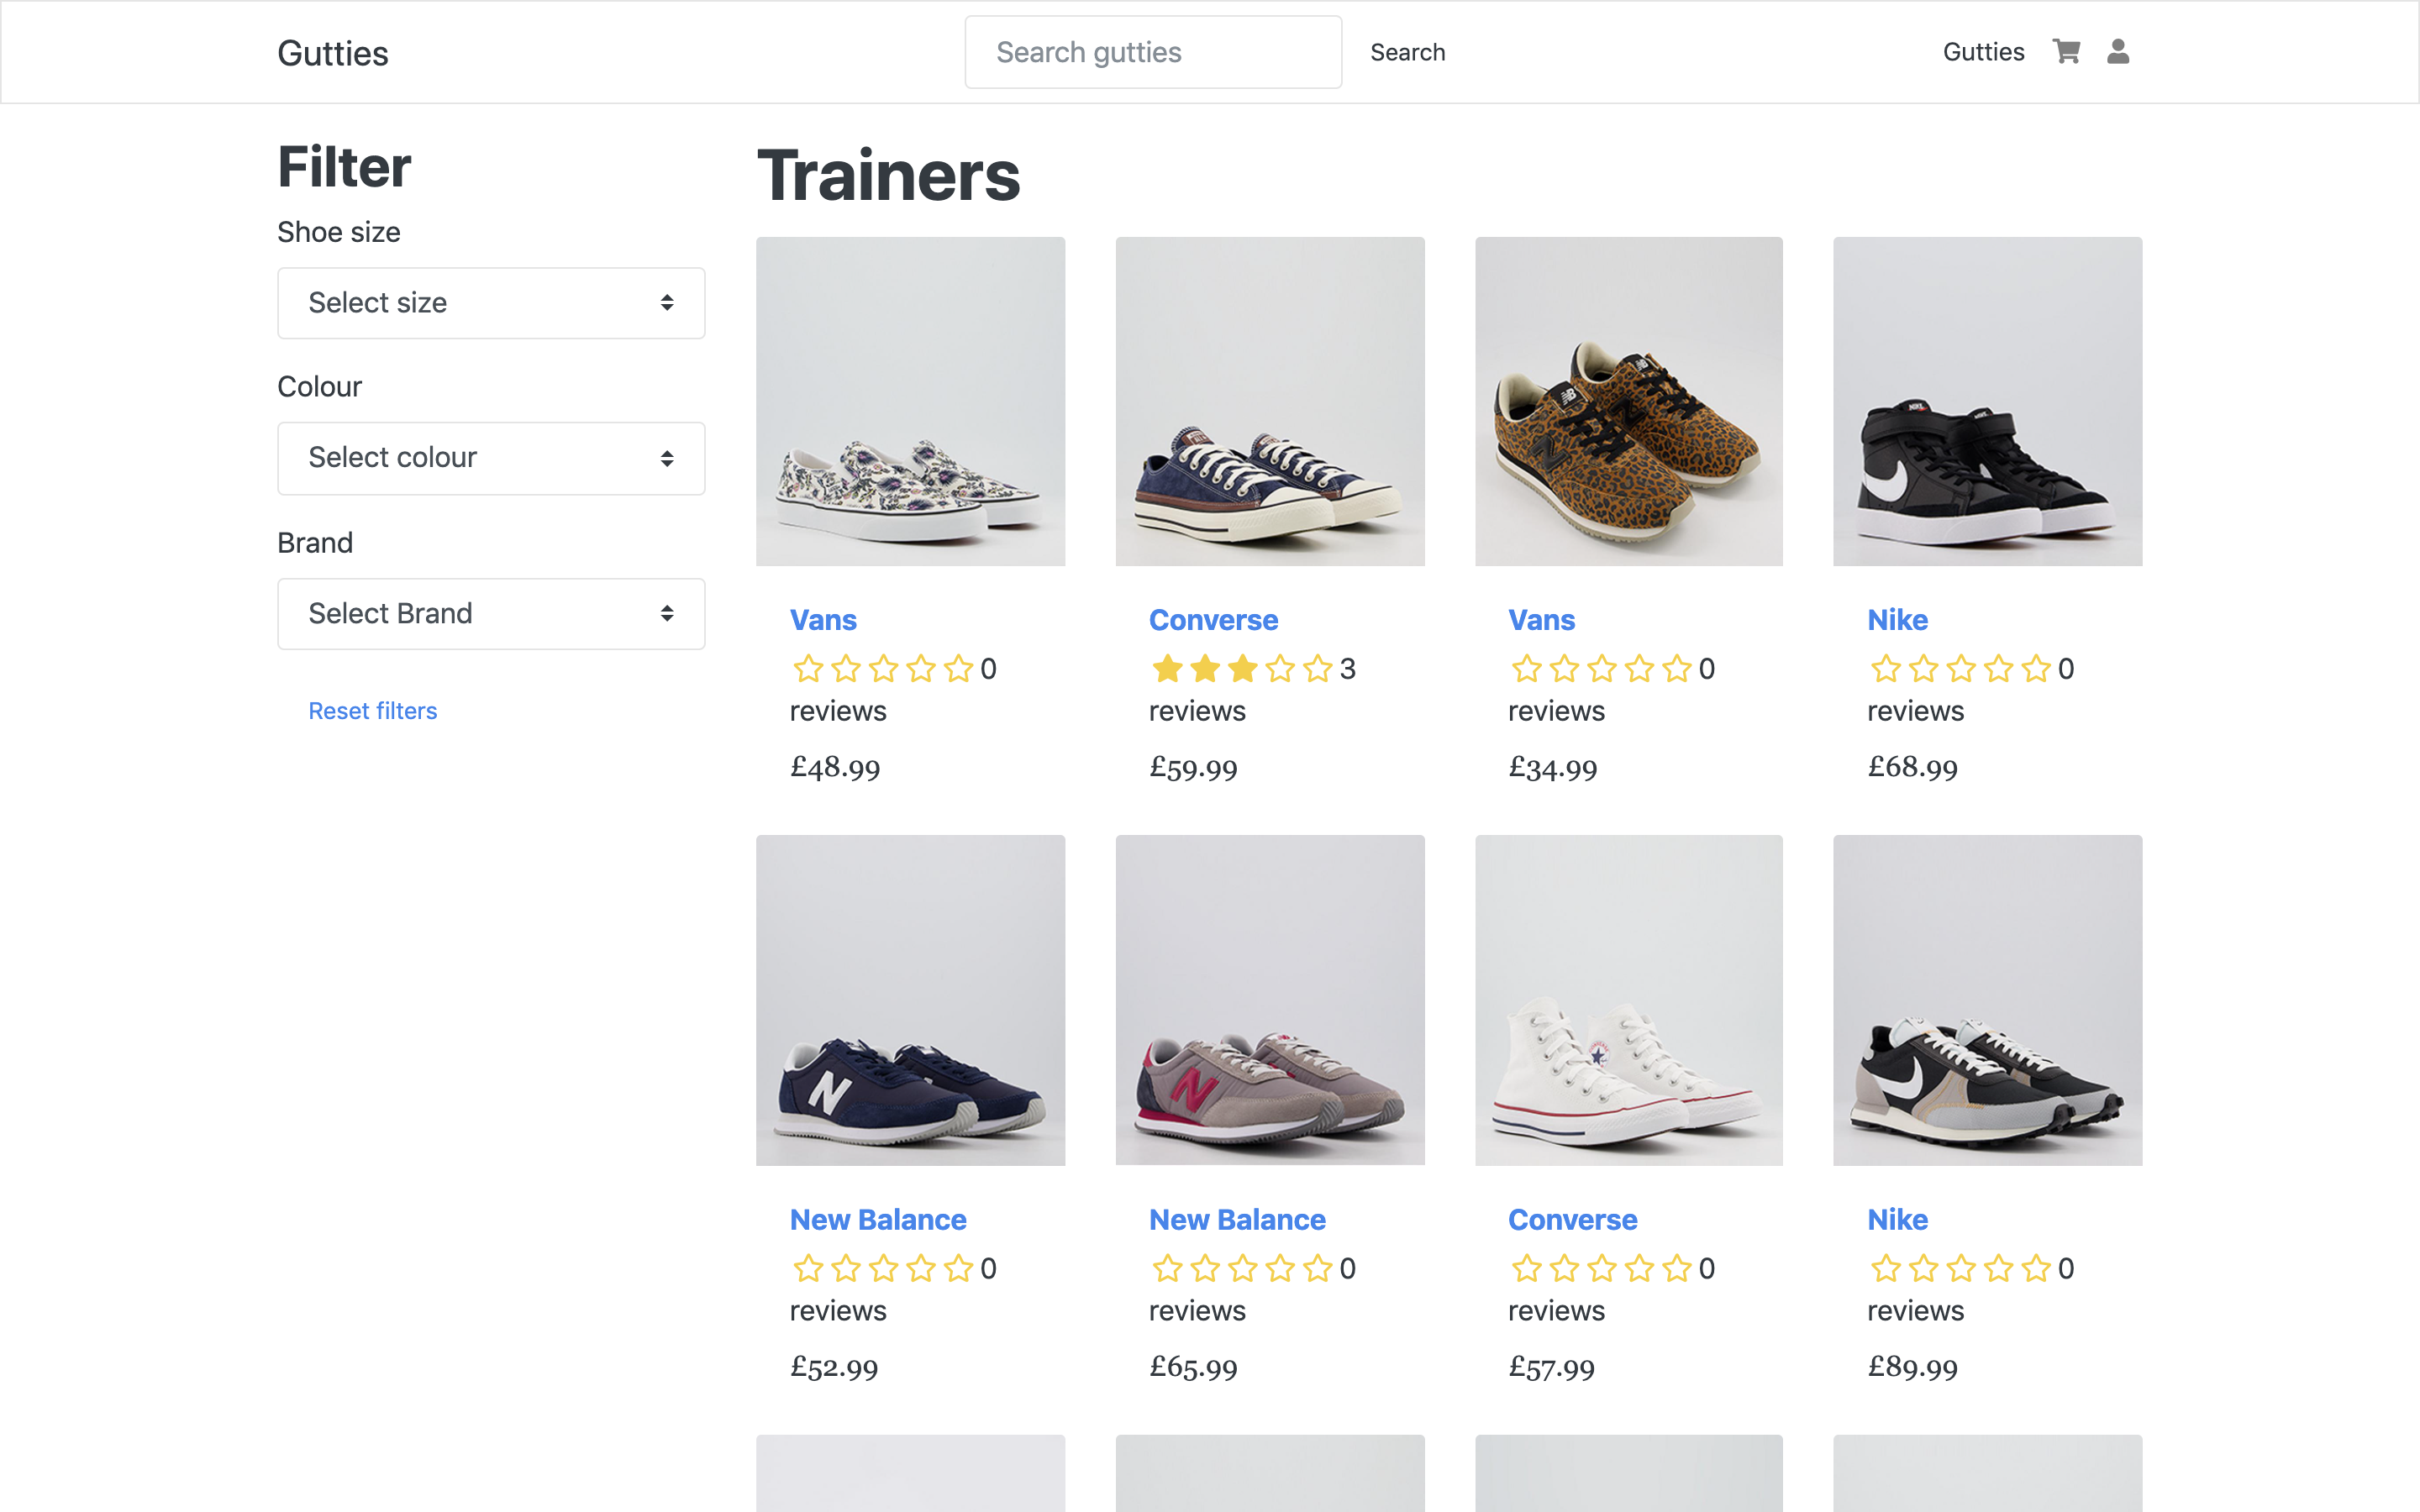 Gutties
Search gutties
Search
Gutties
Filter
Shoe size
Select size
Colour
Select colour
Brand
Select Brand
Reset filters
Trainers
Vans
0
reviews
£48.99
Converse
3
reviews
£59.99
Vans
0
reviews
£34.99
Nike
0
reviews
£68.99
New Balance
0
reviews
£52.99
New Balance
0
reviews
£65.99
Converse
0
reviews
£57.99
Nike
0
reviews
£89.99